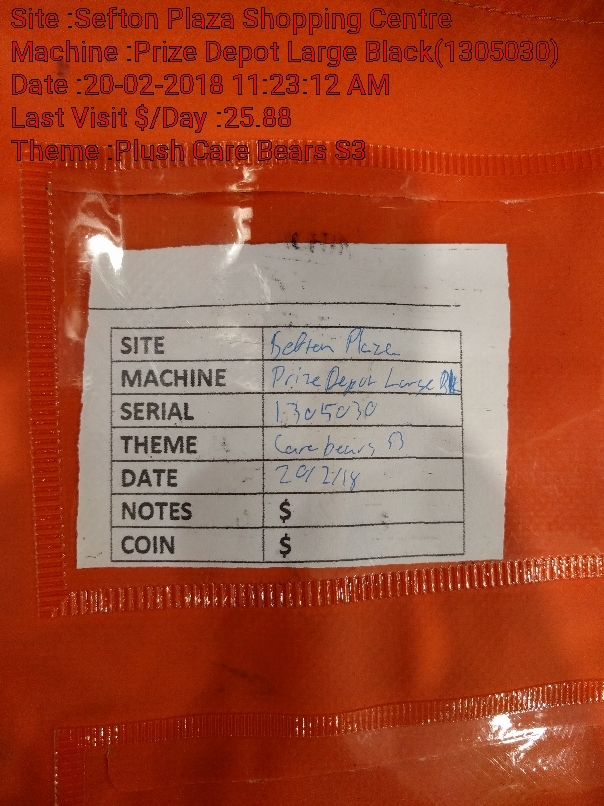 Site :Sefton Plaza Shopping Centre
Machine :Prize Depot Large Black(1305030)
Date :20-02-2018 11:23:12 AM
Last Visit $/Day :25.88
Theme :Plush Care Bears S3
SITE Sefton Plaza
MACHINE Prize Depot Large
SERIAL 1305030
THEME Carebears S3
DATE 20/2/18
NOTES $
COIN $